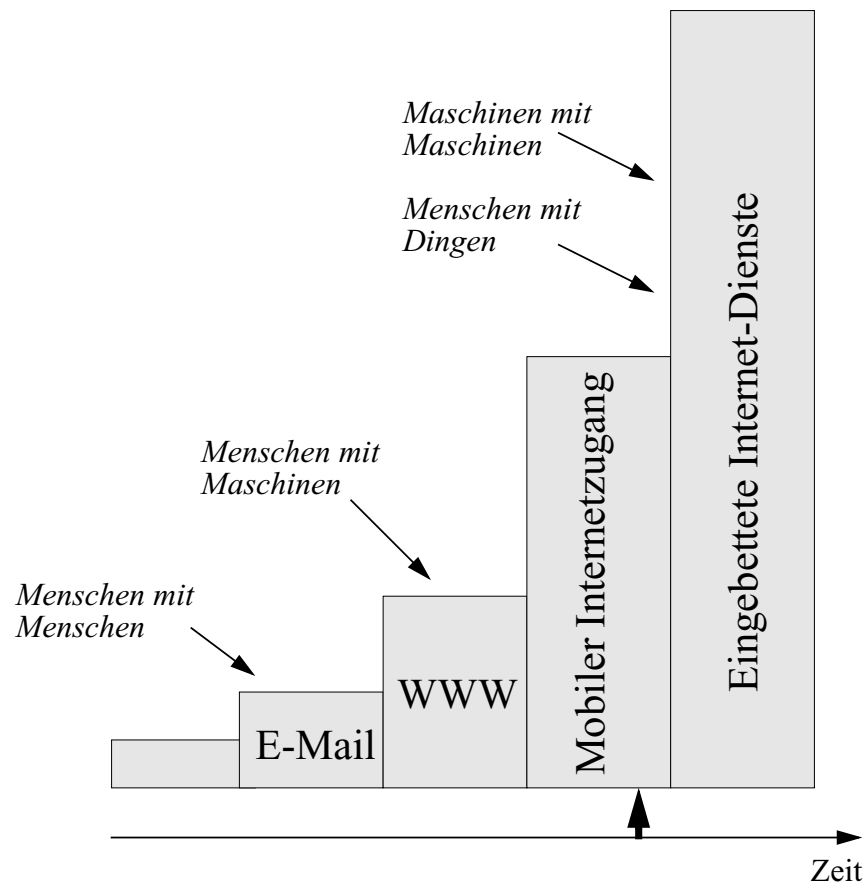 Maschinen mit
Maschinen
Menschen mit
Dingen
Menschen mit
Maschinen
Menschen mit
Menschen
E-Mail
WWW
Mobiler Internetzugang
Eingebettete Internet-Dienste
Zeit